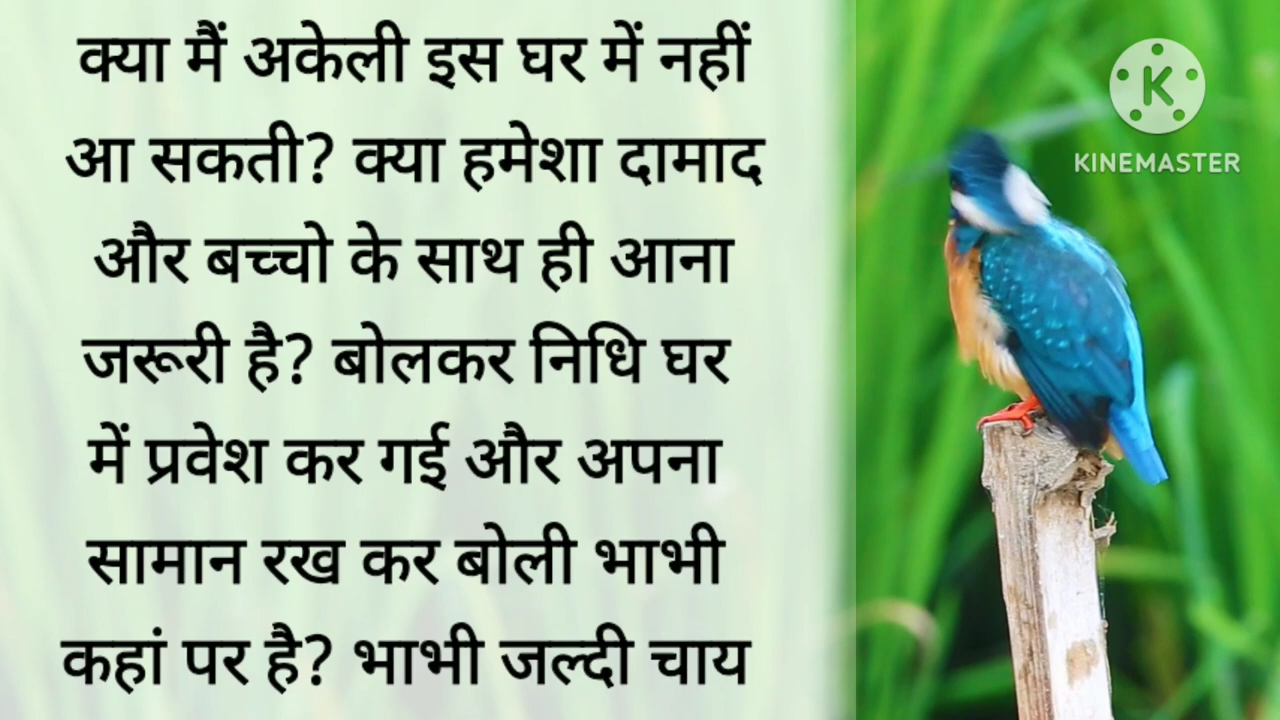 क्या मैं अकेली इस घर में नहीं
आ सकती? क्या हमेशा दामाद
और बच्चो के साथ ही आना
जरूरी है? बोलकर निधि घर
में प्रवेश कर गई और अपना
सामान रख कर बोली भाभी
कहां पर है? भाभी जल्दी चाय
K
KINEMASTER